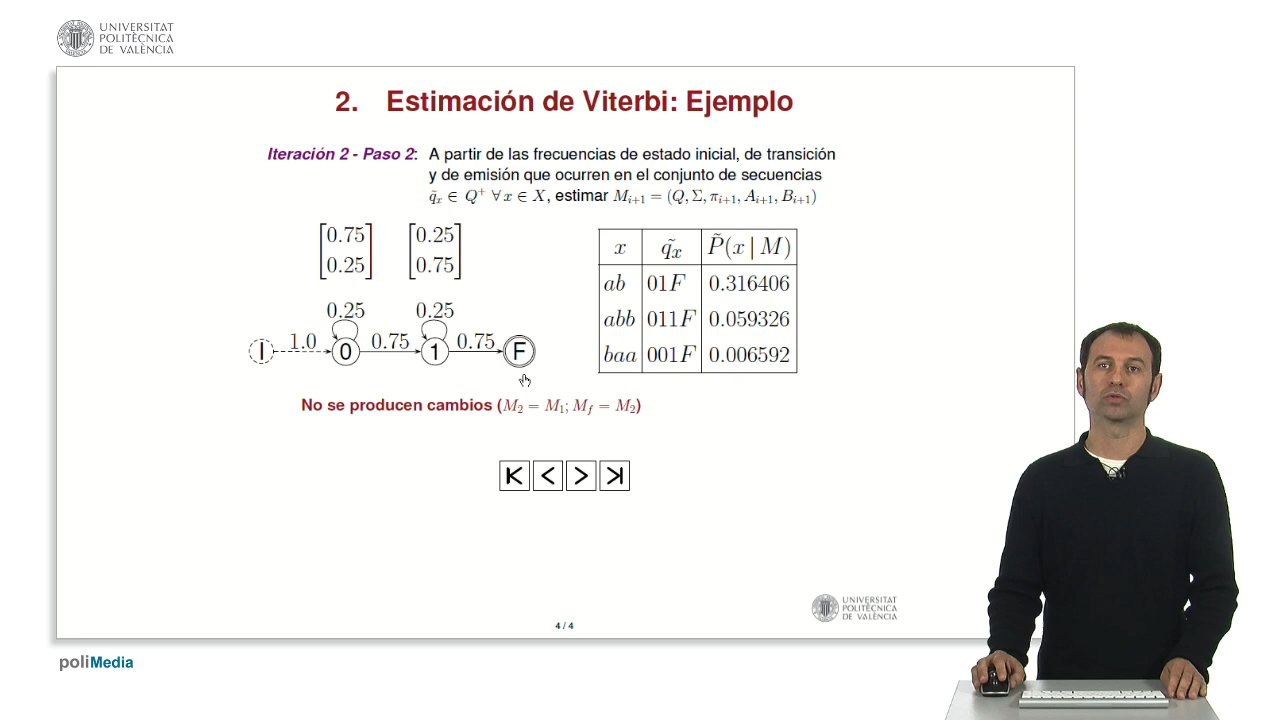 UNIVERSITAT
POLITÈCNICA
DE VALÈNCIA
2. Estimación de Viterbi: Ejemplo
Iteración 2 - Paso 2: A partir de las frecuencias de estado inicial, de transición
y de emisión que ocurren en el conjunto de secuencias
q̃ₓ ∈ Q⁺ ∀ x ∈ X, estimar Mᵢ₊₁ = (Q, Σ, πᵢ₊₁, Aᵢ₊₁, Bᵢ₊₁)
[0.75 0.25] [0.25 0.75]
0.25 0.25
I 1.0 0 0.75 1 0.75 F
x q̃ₓ P̃(x | M)
ab 01F 0.316406
abb 011F 0.059326
baa 001F 0.006592
No se producen cambios (M₂ = M₁; M_f = M₂)
UNIVERSITAT
POLITÈCNICA
DE VALÈNCIA
4 / 4
poliMedia